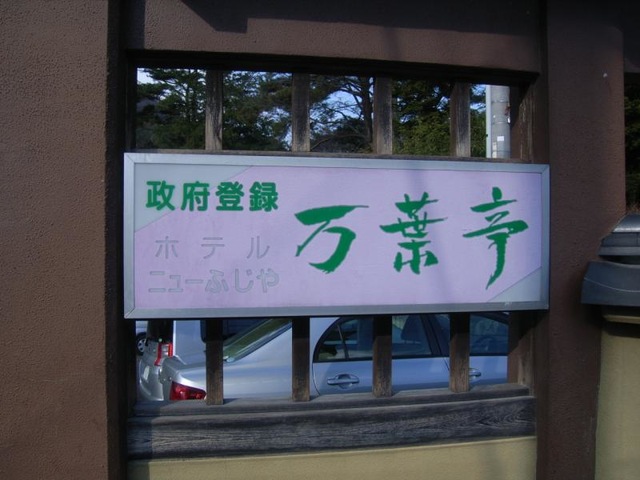 政府登録
ホテル
ニューふじや
万葉亭